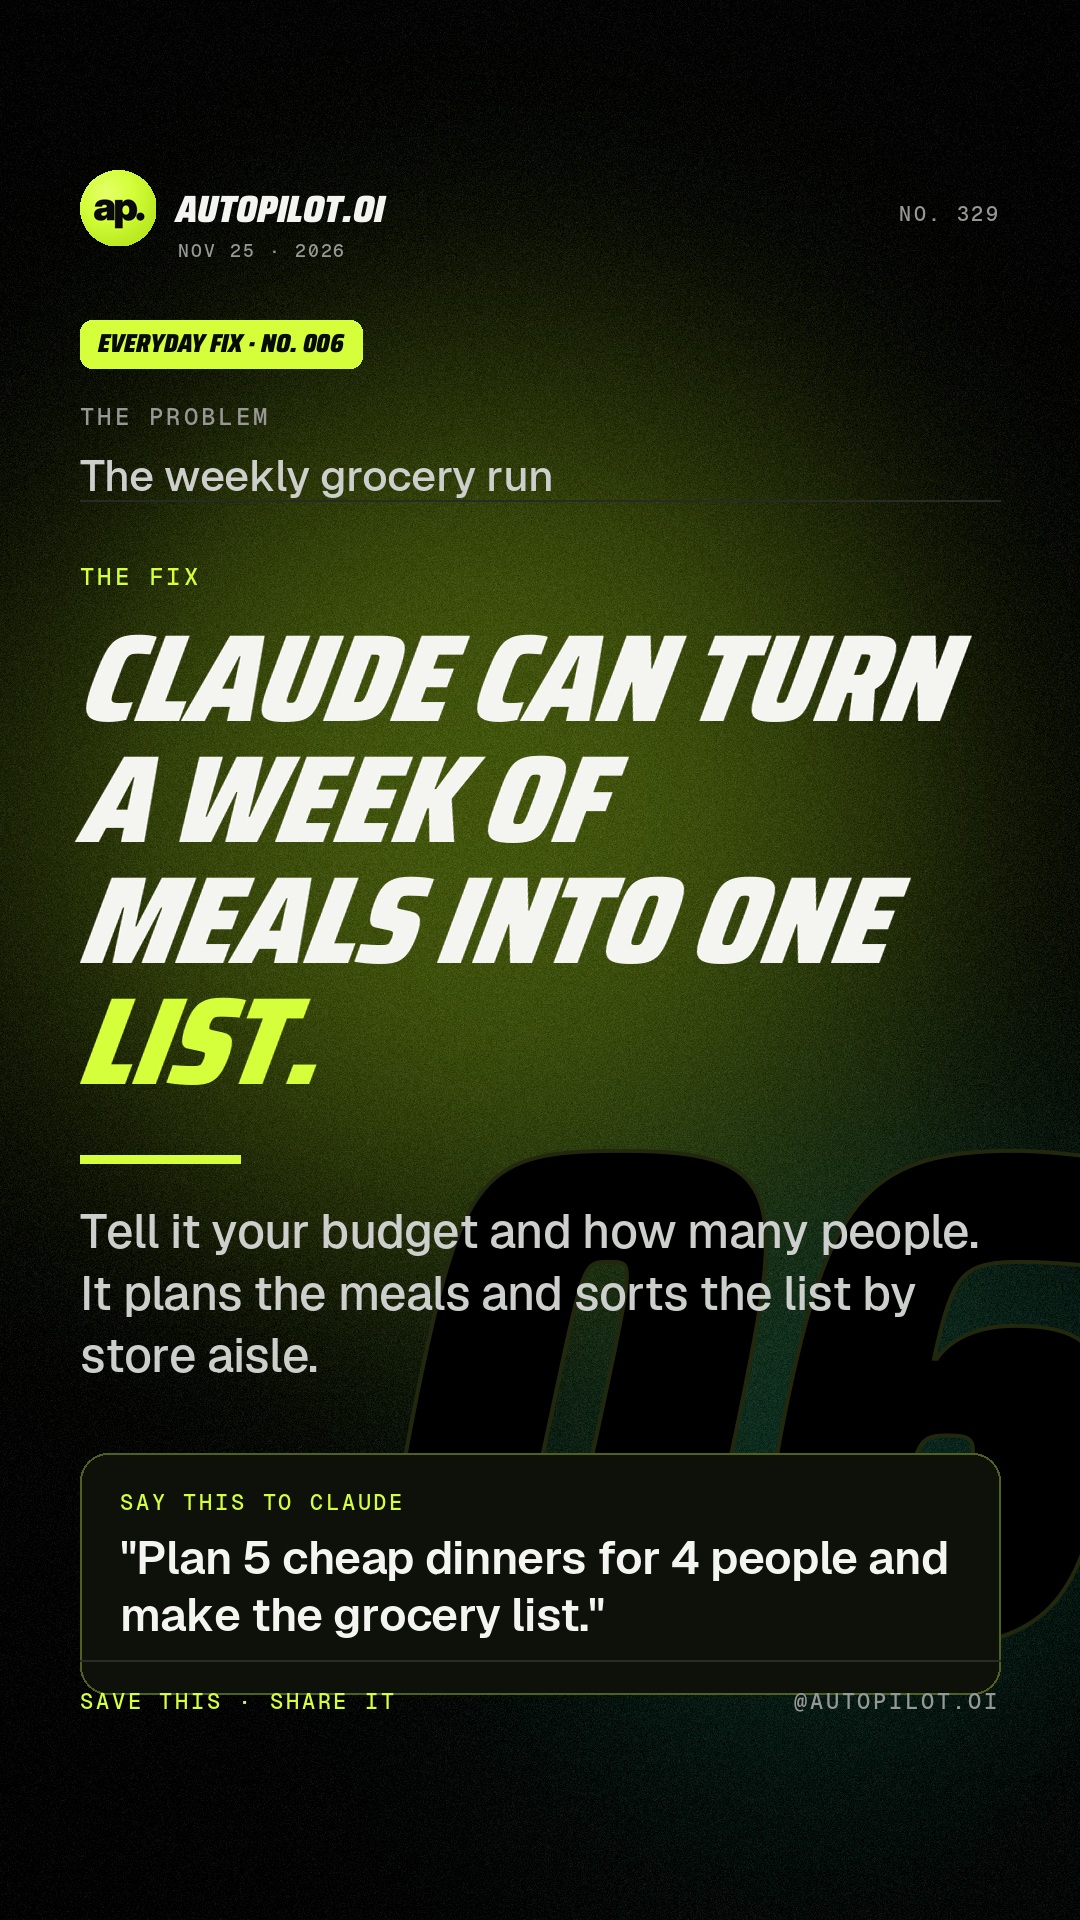 ap.
AUTOPILOT.OI
NO. 329
NOV 25 · 2026
EVERYDAY FIX · NO. 006
THE PROBLEM
The weekly grocery run
THE FIX
CLAUDE CAN TURN
A WEEK OF
MEALS INTO ONE
LIST.
06
Tell it your budget and how many people.
It plans the meals and sorts the list by
store aisle.
SAY THIS TO CLAUDE
"Plan 5 cheap dinners for 4 people and
make the grocery list."
SAVE THIS · SHARE IT
@AUTOPILOT.OI